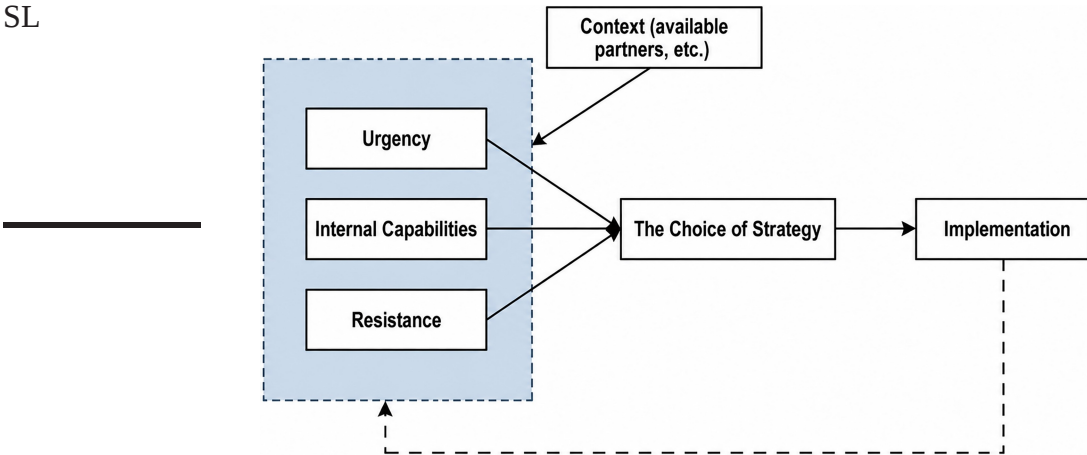 SL
Context (available
partners, etc.)
Urgency
Internal Capabilities
The Choice of Strategy
Implementation
Resistance